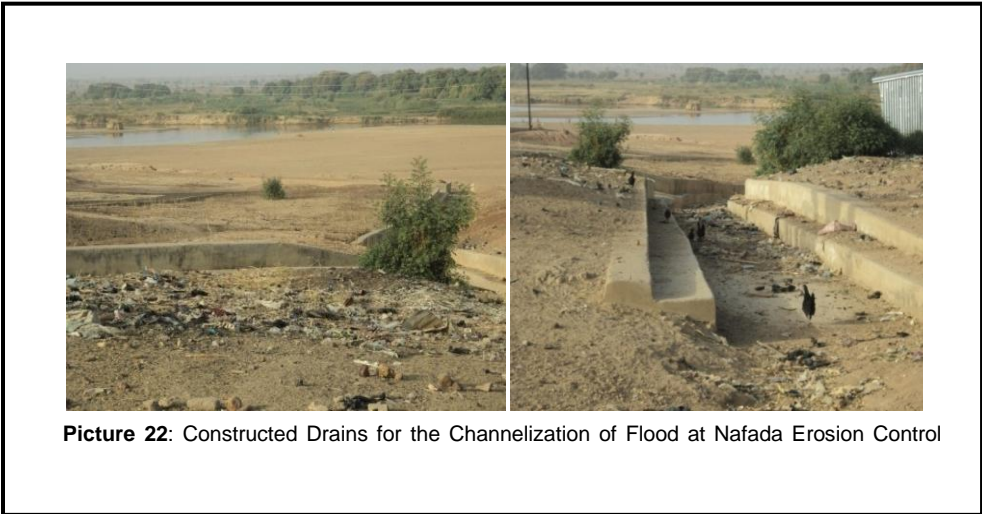 Picture 22: Constructed Drains for the Channelization of Flood at Nafada Erosion Control